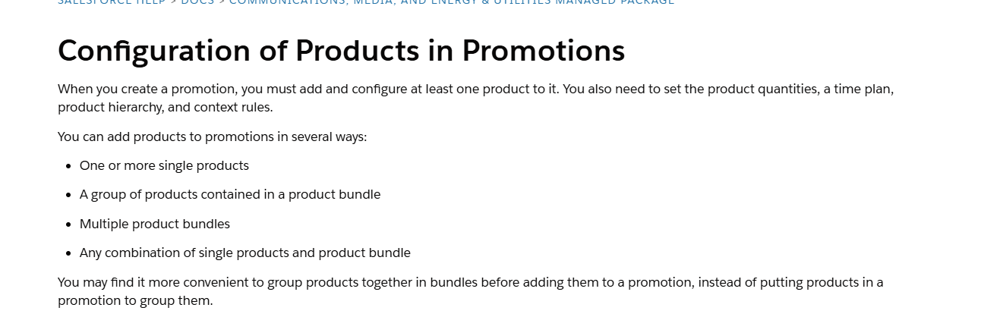 SALESFORCE HELP > DOCS > COMMUNICATIONS, MEDIA, AND ENERGY & UTILITIES MANAGED PACKAGE
Configuration of Products in Promotions
When you create a promotion, you must add and configure at least one product to it. You also need to set the product quantities, a time plan,
product hierarchy, and context rules.
You can add products to promotions in several ways:
• One or more single products
• A group of products contained in a product bundle
• Multiple product bundles
• Any combination of single products and product bundle
You may find it more convenient to group products together in bundles before adding them to a promotion, instead of putting products in a
promotion to group them.